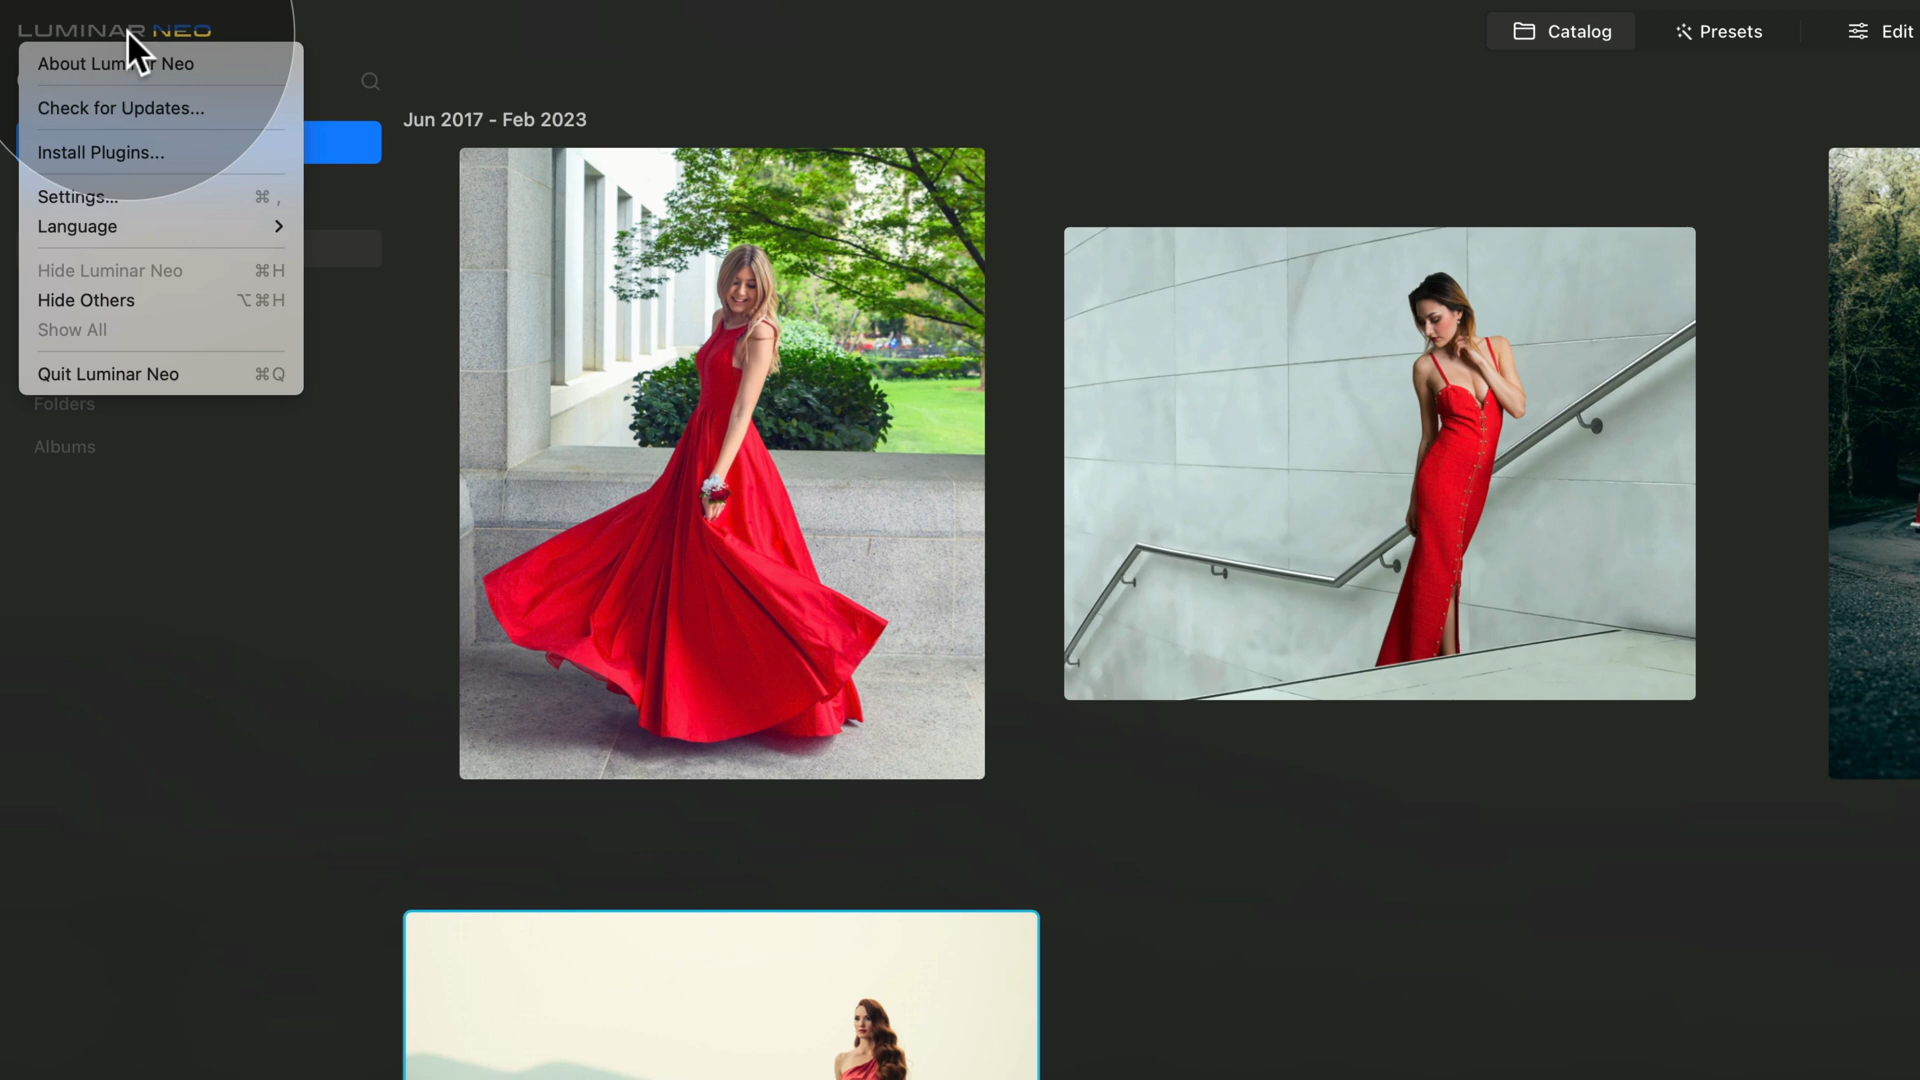 LUMINAR NEO
About Luminar Neo
Check for Updates...
Install Plugins...
Settings... ⌘ ,
Language
Hide Luminar Neo ⌘H
Hide Others ⌥⌘H
Show All
Quit Luminar Neo ⌘Q
Folders
Albums
Catalog
Presets
Edit
Jun 2017 - Feb 2023